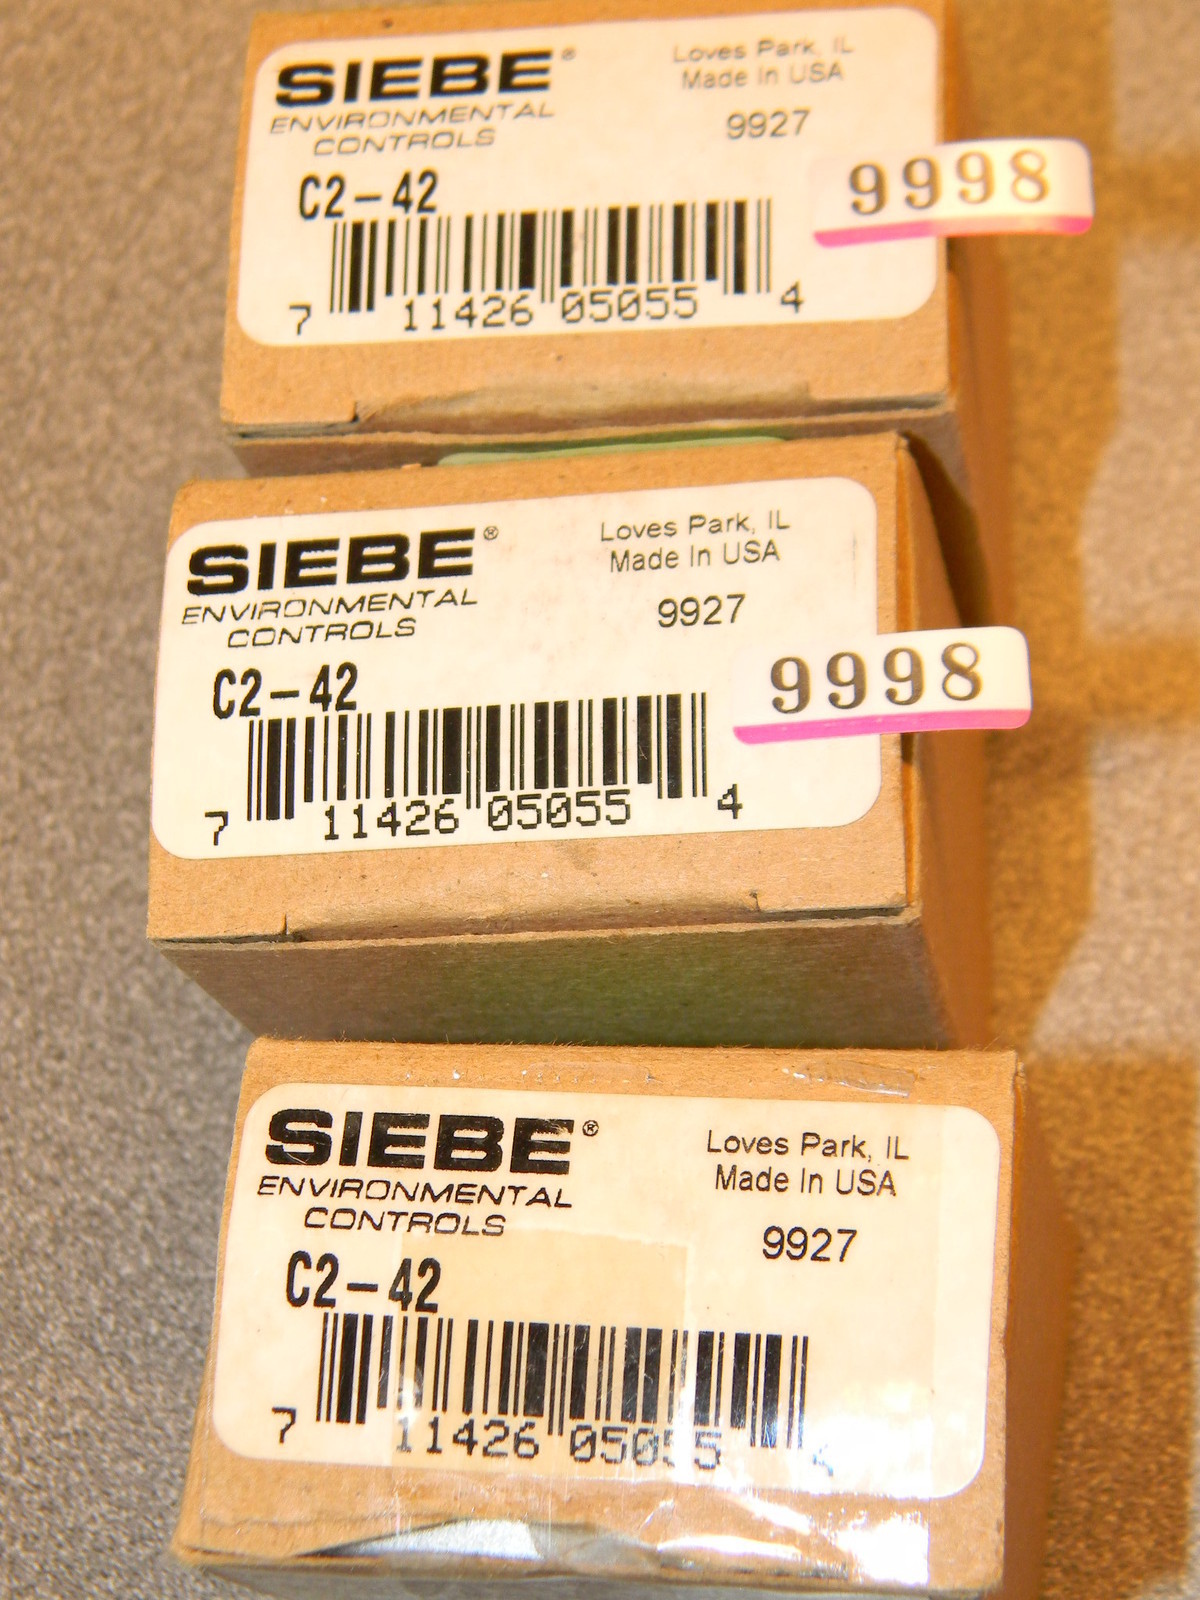 SIEBE®
ENVIRONMENTAL
CONTROLS
Loves Park, IL
Made In USA
9927
C2-42
9998
7 11426 05055 4
SIEBE®
ENVIRONMENTAL
CONTROLS
Loves Park, IL
Made In USA
9927
C2-42
9998
7 11426 05055 4
SIEBE®
ENVIRONMENTAL
CONTROLS
Loves Park, IL
Made In USA
9927
C2-42
7 11426 05055